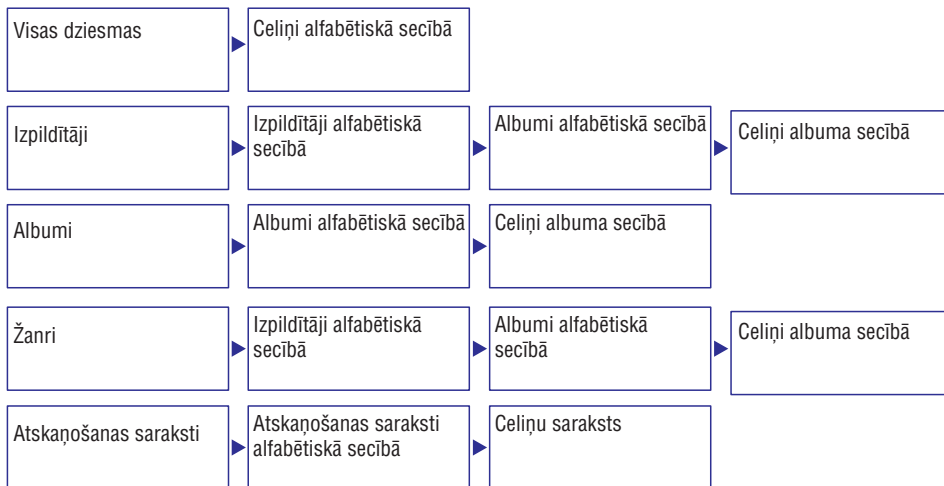 Visas dziesmas
Celiņi alfabētiskā secībā
Izpildītāji
Izpildītāji alfabētiskā
secībā
Albumi alfabētiskā secībā
Celiņi albuma secībā
Albumi
Albumi alfabētiskā secībā
Celiņi albuma secībā
Žanri
Izpildītāji alfabētiskā
secībā
Albumi alfabētiskā
secībā
Celiņi albuma secībā
Atskaņošanas saraksti
Atskaņošanas saraksti
alfabētiskā secībā
Celiņu saraksts